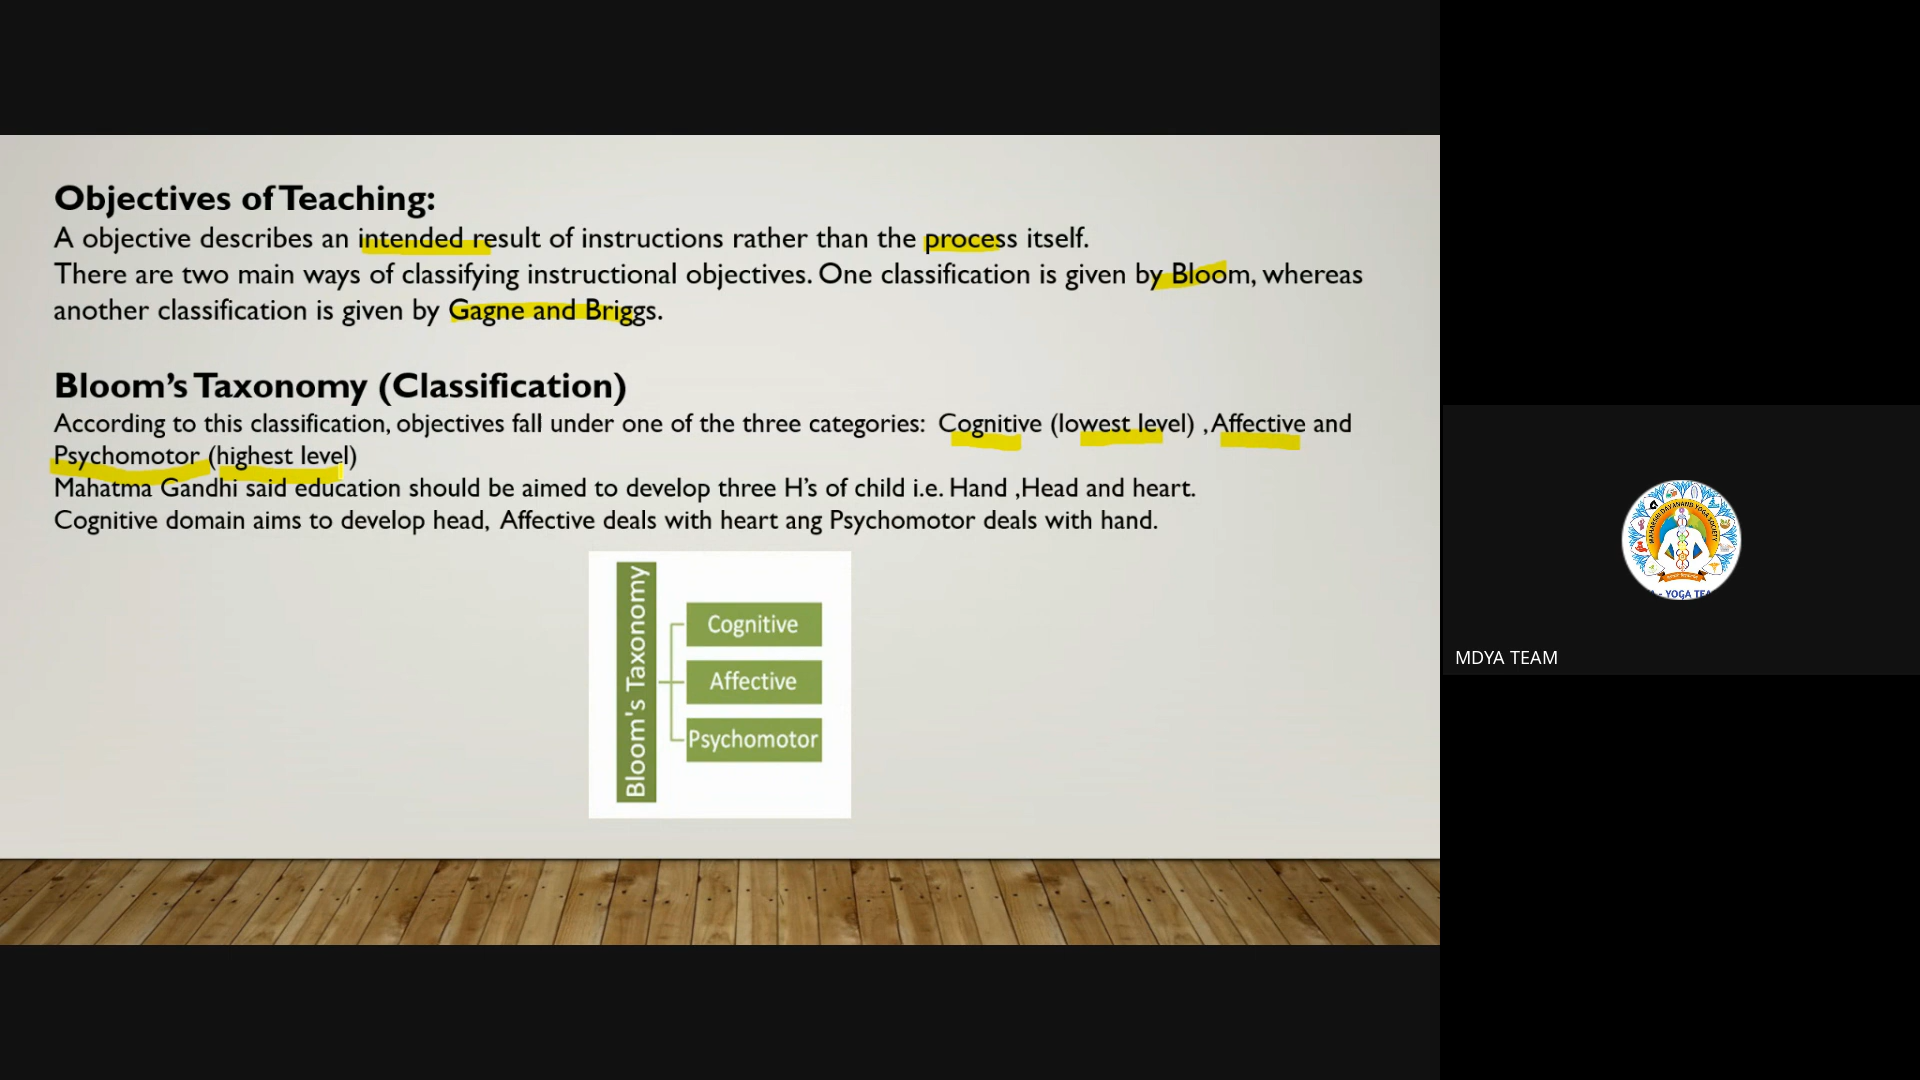 Objectives of Teaching:
A objective describes an intended result of instructions rather than the process itself.
There are two main ways of classifying instructional objectives. One classification is given by Bloom, whereas
another classification is given by Gagne and Briggs.
Bloom’s Taxonomy (Classification)
According to this classification, objectives fall under one of the three categories: Cognitive (lowest level) , Affective and
Psychomotor (highest level)
Mahatma Gandhi said education should be aimed to develop three H’s of child i.e. Hand ,Head and heart.
Cognitive domain aims to develop head, Affective deals with heart ang Psychomotor deals with hand.
Bloom's Taxonomy
Cognitive
Affective
Psychomotor
MAHARSHI DAYANAND YOGA SOCIETY
- YOGA TEA
MDYA TEAM